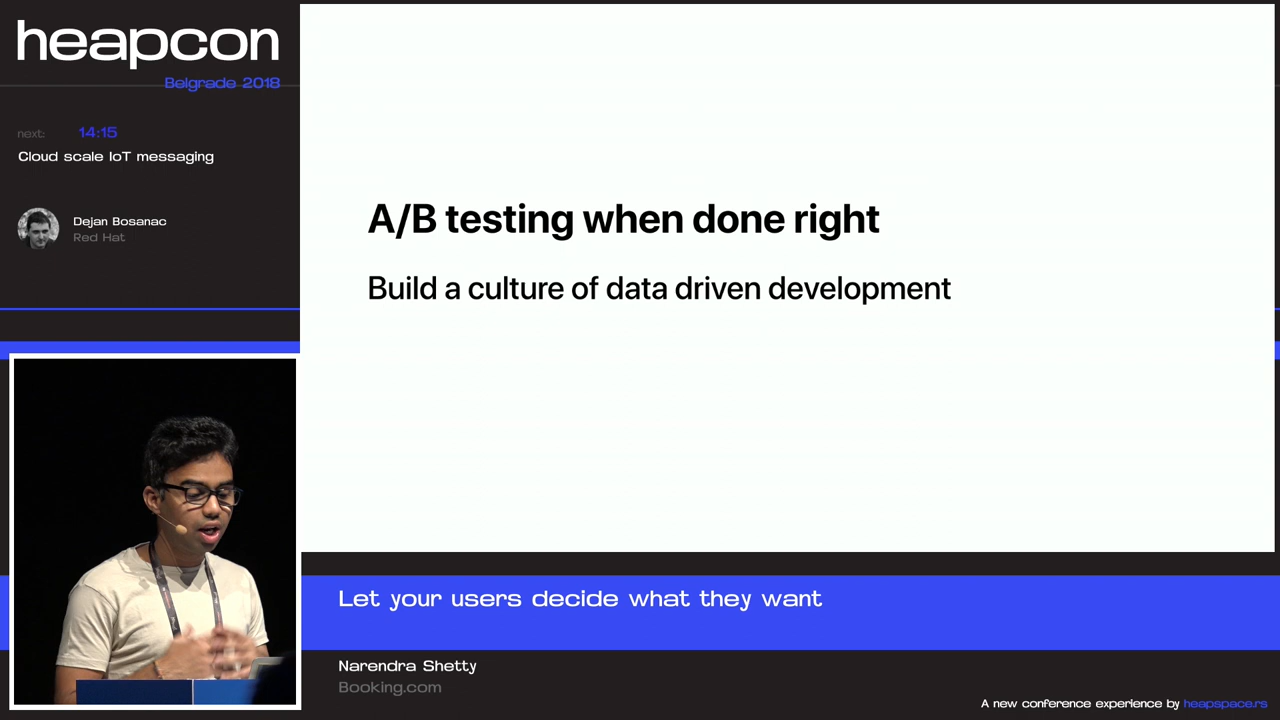 heapcon
Belgrade 2018
next: 14:15
Cloud scale IoT messaging
Dejan Bosanac
Red Hat
A/B testing when done right
Build a culture of data driven development
Let your users decide what they want
Narendra Shetty
Booking.com
A new conference experience by heapspace.rs